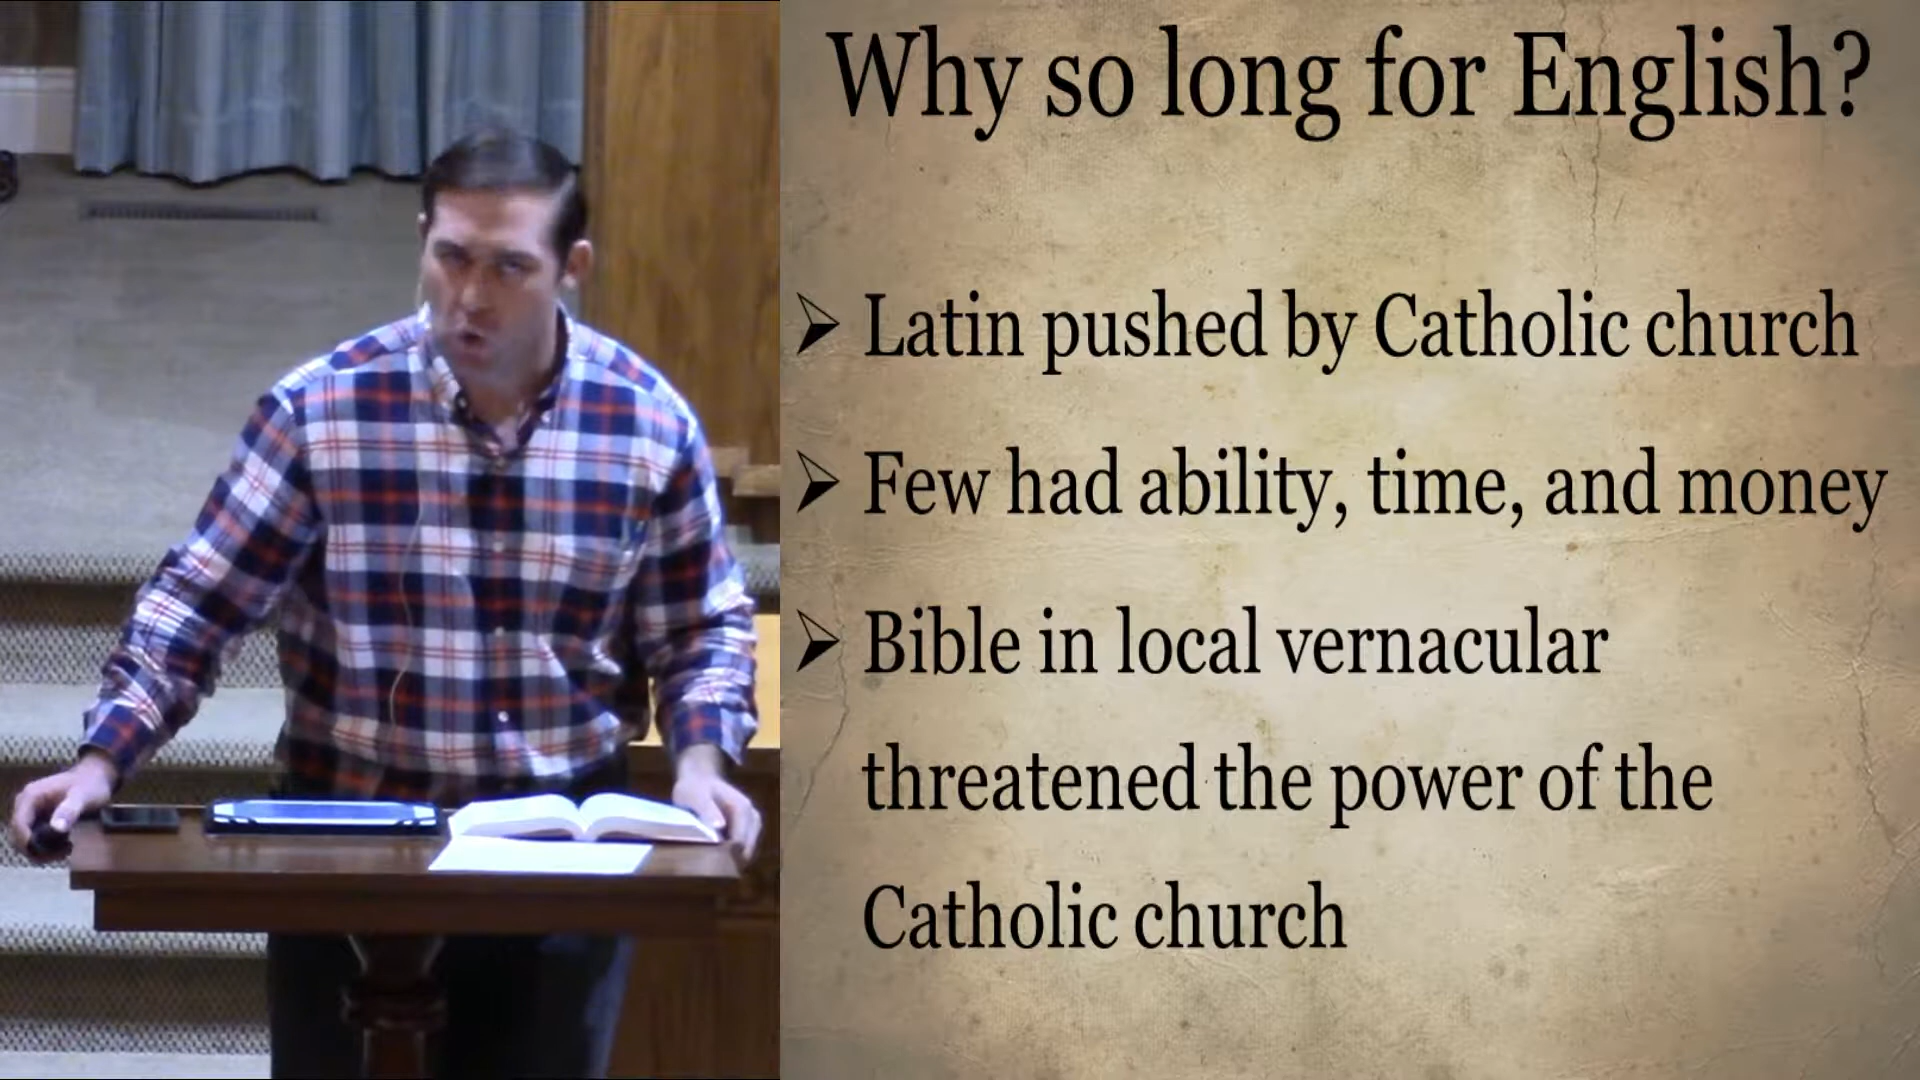 Why so long for English?
Latin pushed by Catholic church
Few had ability, time, and money
Bible in local vernacular
threatened the power of the
Catholic church